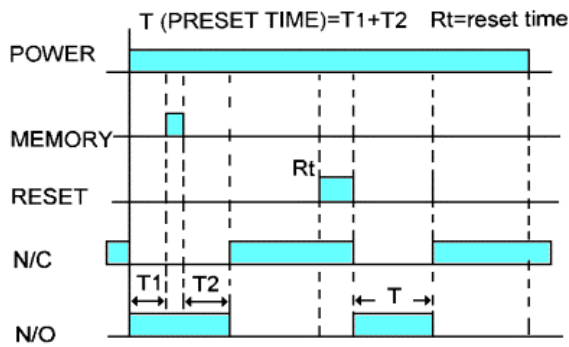 T (PRESET TIME)=T1+T2 Rt=reset time
POWER
MEMORY
Rt
RESET
N/C
T1 T2 T
N/O